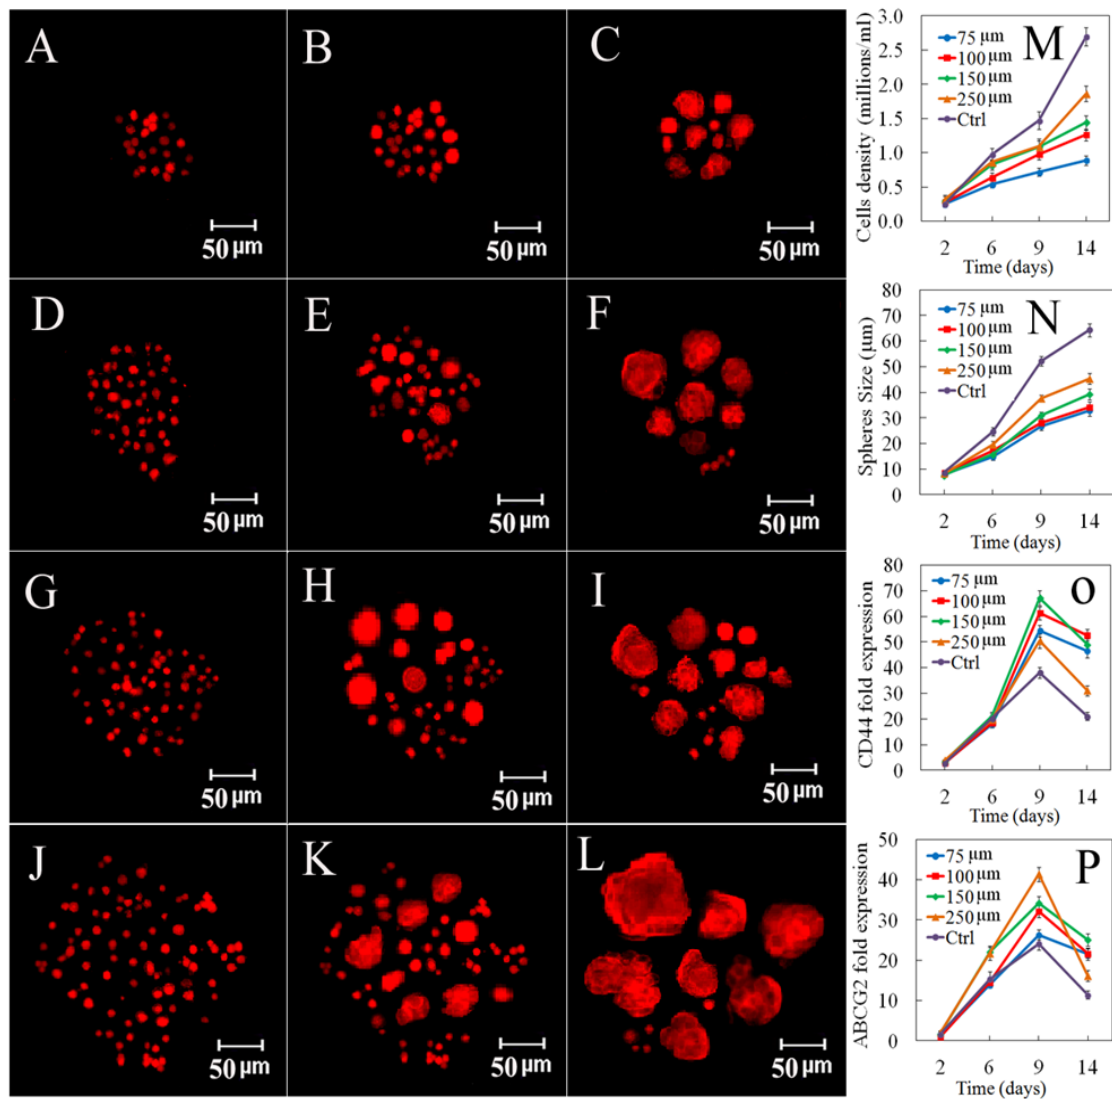 A
50 µm
B
50 µm
C
50 µm
D
50 µm
E
50 µm
F
50 µm
G
50 µm
H
50 µm
I
50 µm
J
50 µm
K
50 µm
L
50 µm
M
Cells density (millions/ml)
3.0
2.5
2.0
1.5
1.0
0.5
0.0
75 µm
100 µm
150 µm
250 µm
Ctrl
2 6 9 14
Time (days)
N
Spheres Size (µm)
80
70
60
50
40
30
20
10
0
75 µm
100 µm
150 µm
250 µm
Ctrl
2 6 9 14
Time (days)
O
CD44 fold expression
80
70
60
50
40
30
20
10
0
75 µm
100 µm
150 µm
250 µm
Ctrl
2 6 9 14
Time (days)
P
ABCG2 fold expression
50
40
30
20
10
0
75 µm
100 µm
150 µm
250 µm
Ctrl
2 6 9 14
Time (days)